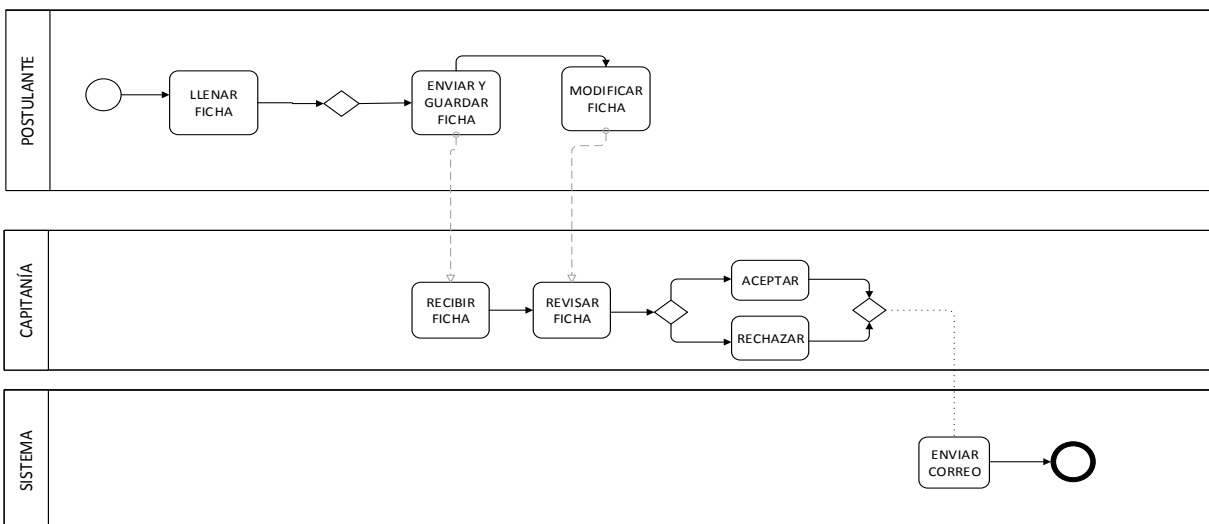 POSTULANTE
LLENAR
FICHA
ENVIAR Y
GUARDAR
FICHA
MODIFICAR
FICHA
CAPITANÍA
RECIBIR
FICHA
REVISAR
FICHA
ACEPTAR
RECHAZAR
SISTEMA
ENVIAR
CORREO